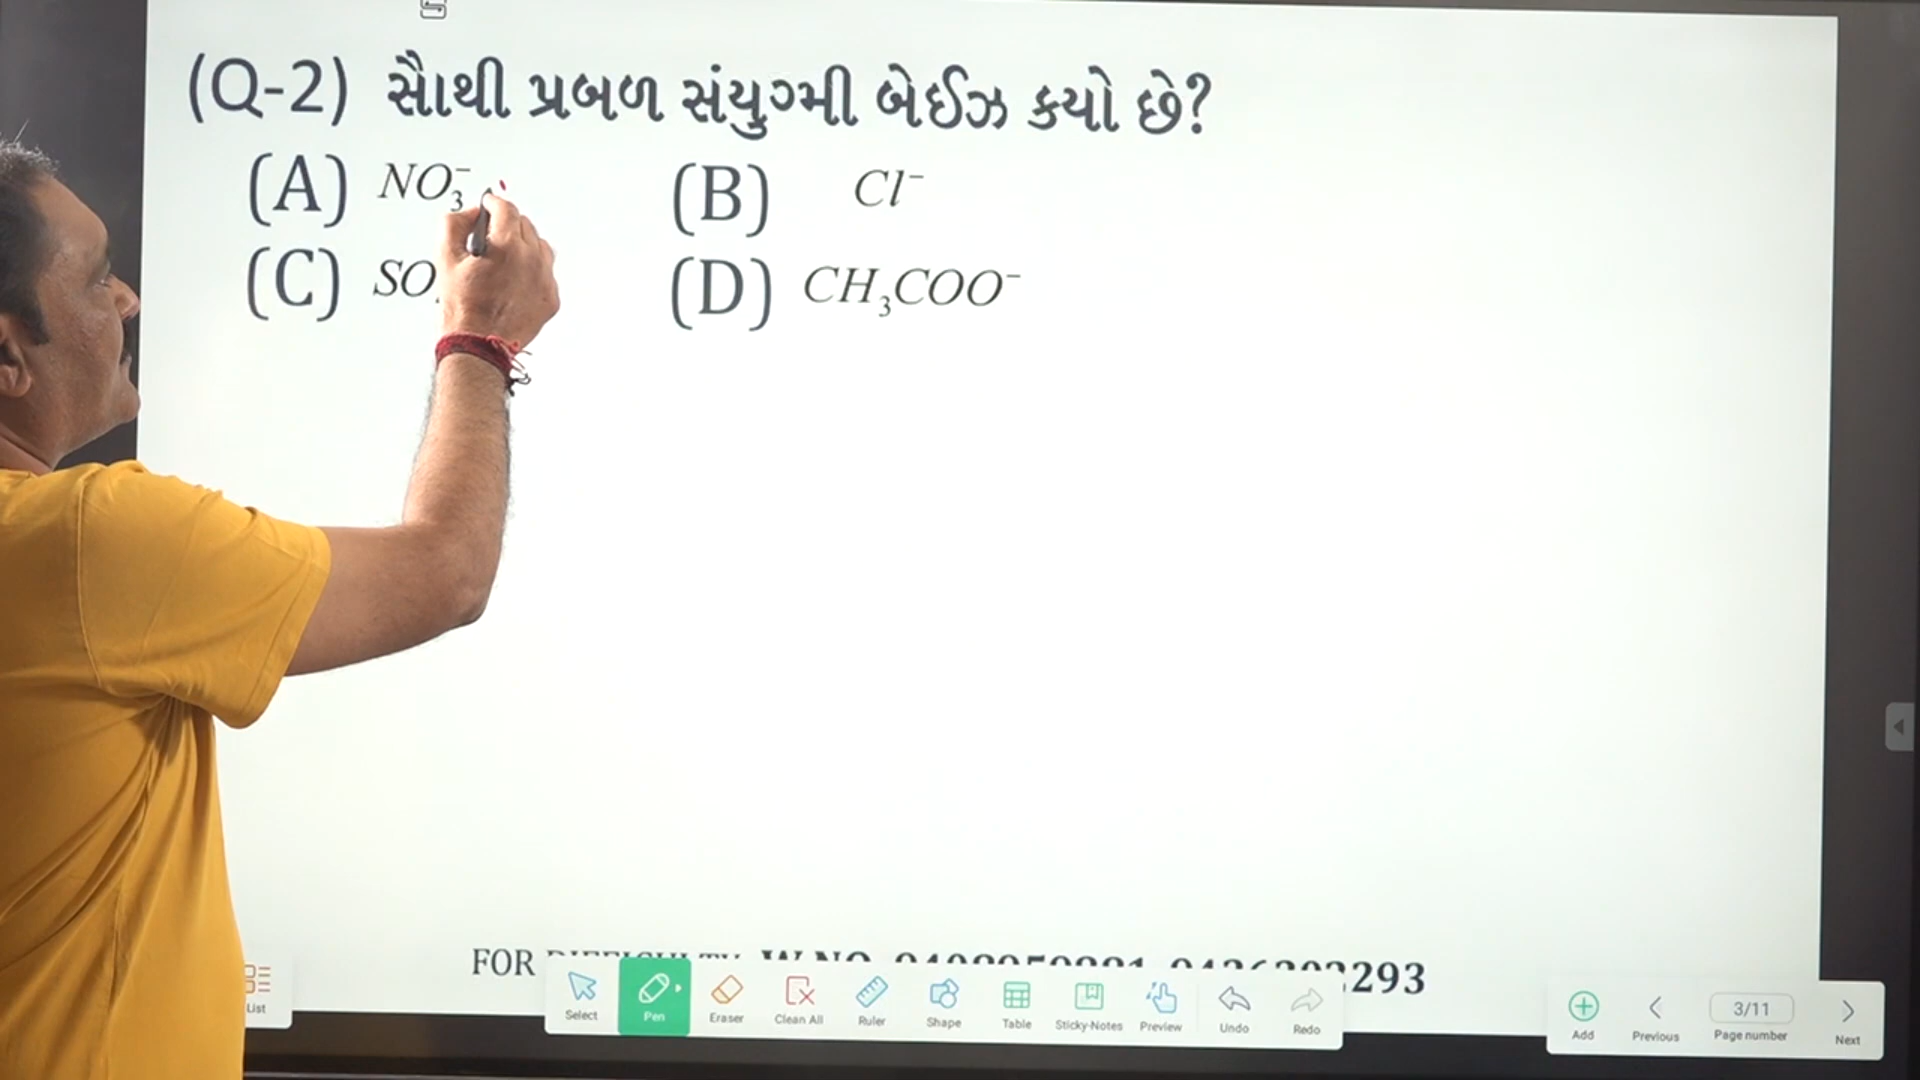 (Q-2) સૌથી પ્રબળ સંયુગ્મી બેઈઝ કયો છે?
(A) NO₃⁻ (B) Cl⁻
(C) SO (D) CH₃COO⁻
FOR 293
List
Select Pen Eraser Clean All Ruler Shape Table Sticky-Notes Preview Undo Redo
Add Previous 3/11 Page number Next